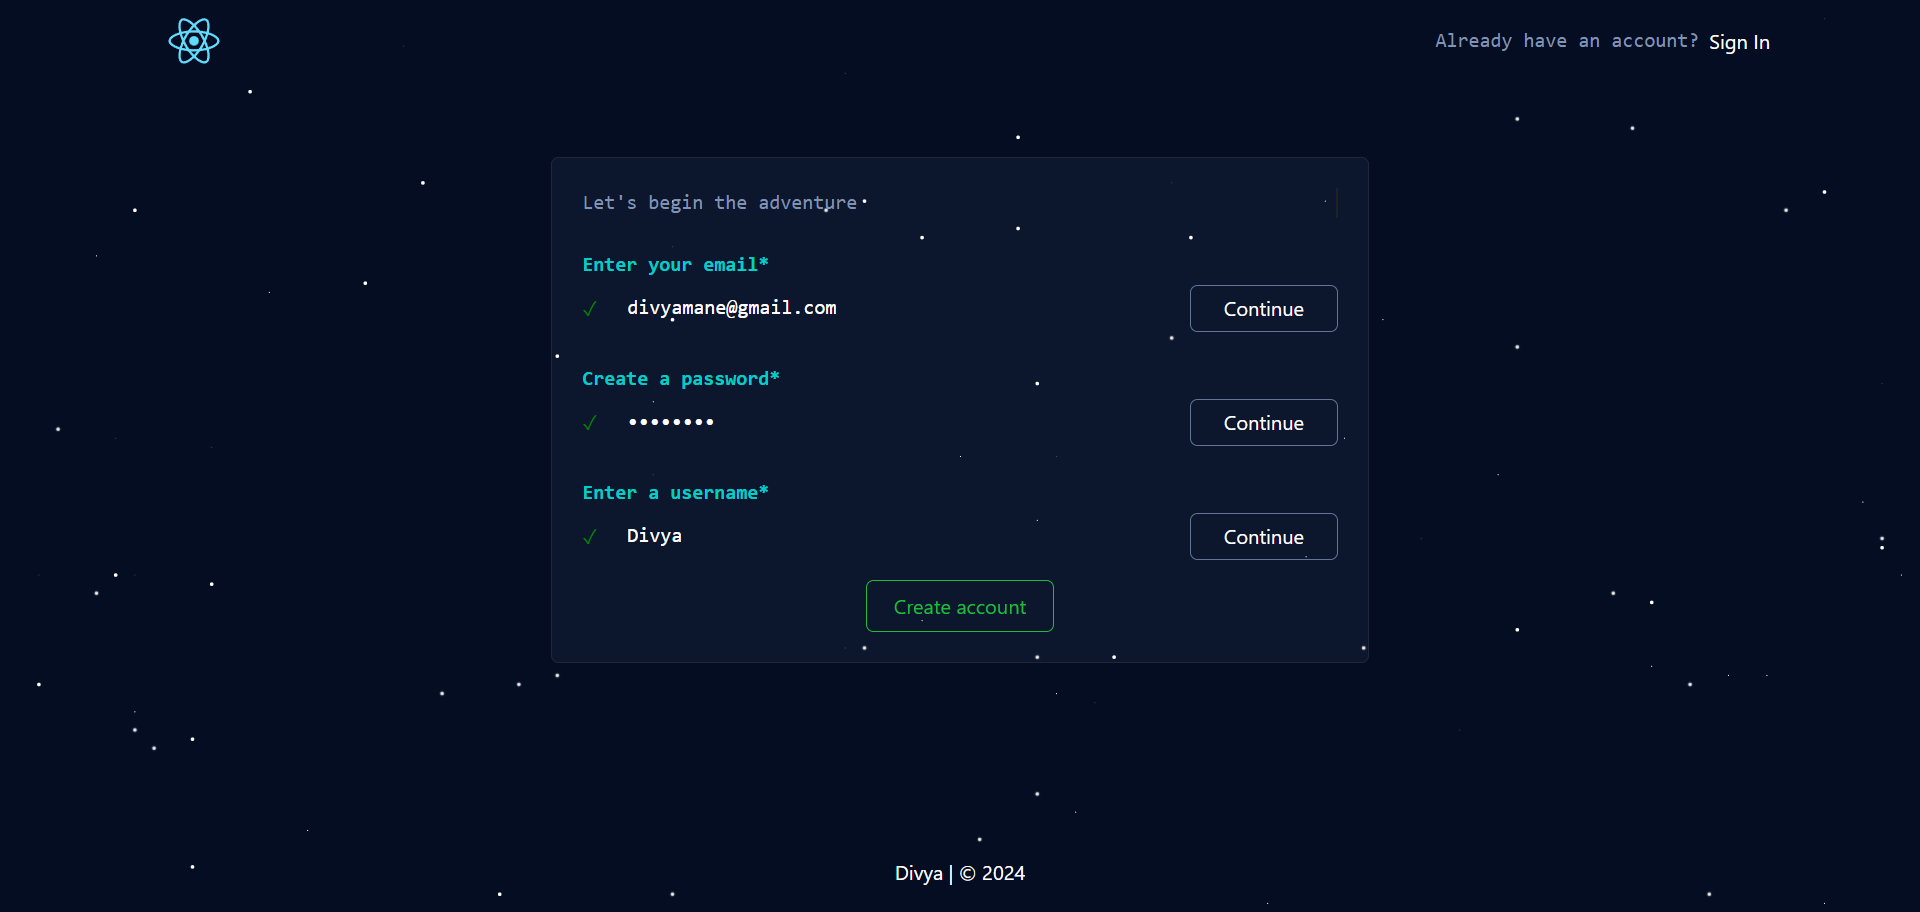 Already have an account? Sign In
Let's begin the adventure
Enter your email*
✓ divyamane@gmail.com Continue
Create a password*
✓ •••••••• Continue
Enter a username*
✓ Divya Continue
Create account
Divya | © 2024